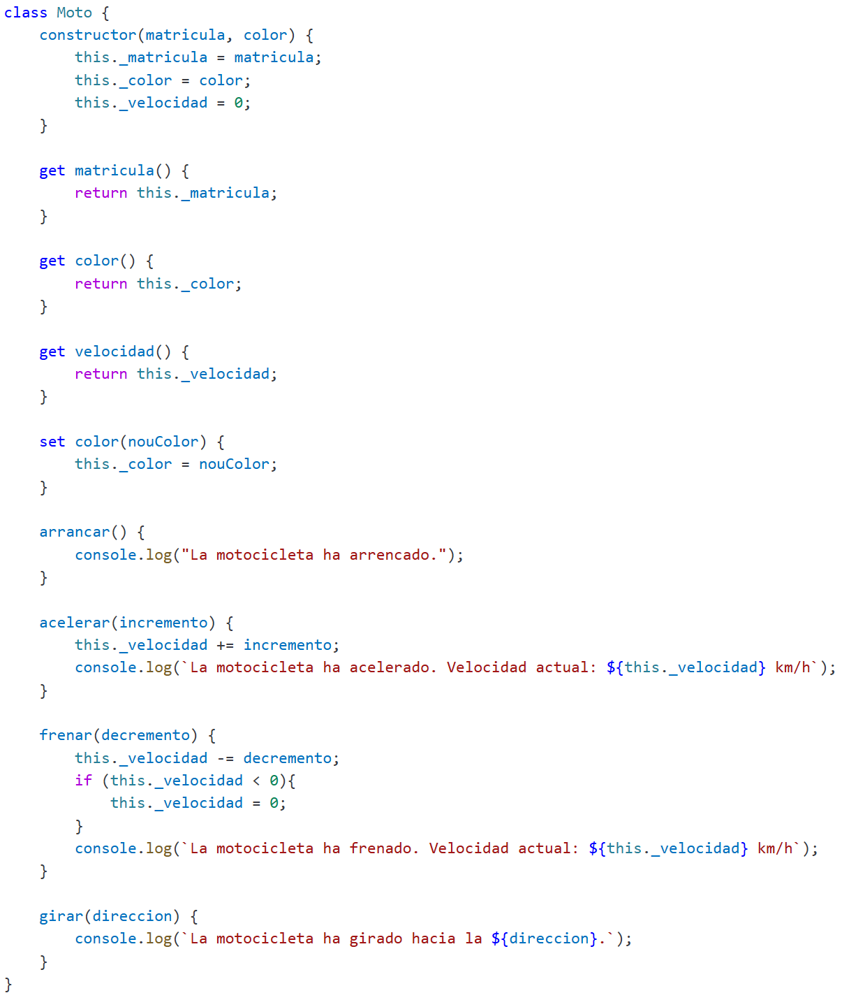 class Moto {
    constructor(matricula, color) {
        this._matricula = matricula;
        this._color = color;
        this._velocidad = 0;
    }

    get matricula() {
        return this._matricula;
    }

    get color() {
        return this._color;
    }

    get velocidad() {
        return this._velocidad;
    }

    set color(nouColor) {
        this._color = nouColor;
    }

    arrancar() {
        console.log("La motocicleta ha arrencado.");
    }

    acelerar(incremento) {
        this._velocidad += incremento;
        console.log(`La motocicleta ha acelerado. Velocidad actual: ${this._velocidad} km/h`);
    }

    frenar(decremento) {
        this._velocidad -= decremento;
        if (this._velocidad < 0){
            this._velocidad = 0;
        }
        console.log(`La motocicleta ha frenado. Velocidad actual: ${this._velocidad} km/h`);
    }

    girar(direccion) {
        console.log(`La motocicleta ha girado hacia la ${direccion}.`);
    }
}